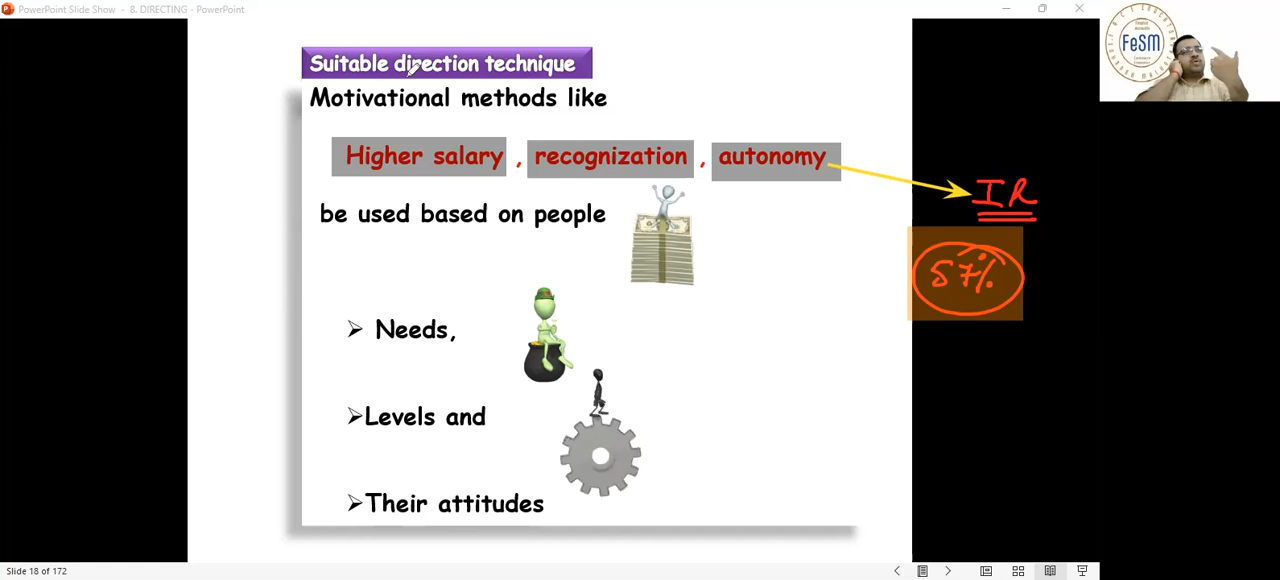 PowerPoint Slide Show - 8. DIRECTING - PowerPoint
FeSM
Suitable direction technique
Motivational methods like
Higher salary , recognization , autonomy
IR
be used based on people
57%
➢ Needs,
➢Levels and
➢Their attitudes
Slide 18 of 172